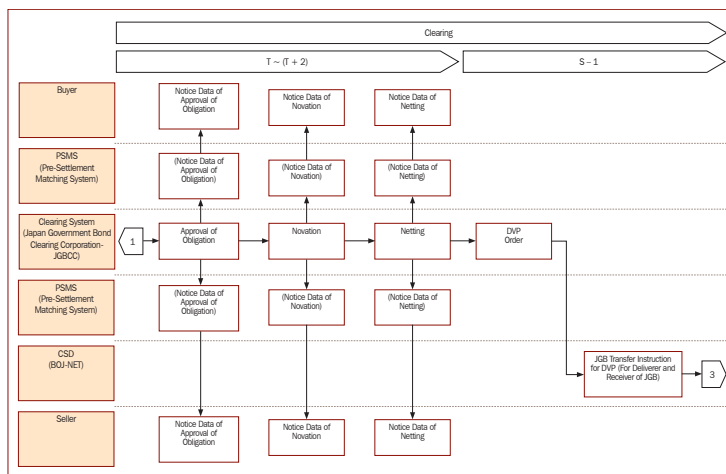 Clearing
T ~ (T + 2)
S – 1
Buyer
Notice Data of
Approval of
Obligation
Notice Data of
Novation
Notice Data of
Netting
PSMS
(Pre-Settlement
Matching System)
(Notice Data of
Approval of
Obligation)
(Notice Data of
Novation)
(Notice Data of
Netting)
Clearing System
(Japan Government Bond
Clearing Corporation-
JGBCC)
1
Approval of
Obligation
Novation
Netting
DVP
Order
PSMS
(Pre-Settlement
Matching System)
(Notice Data of
Approval of
Obligation)
(Notice Data of
Novation)
(Notice Data of
Netting)
CSD
(BOJ-NET)
JGB Transfer Instruction
for DVP (For Deliverer and
Receiver of JGB)
3
Seller
Notice Data of
Approval of
Obligation
Notice Data of
Novation
Notice Data of
Netting